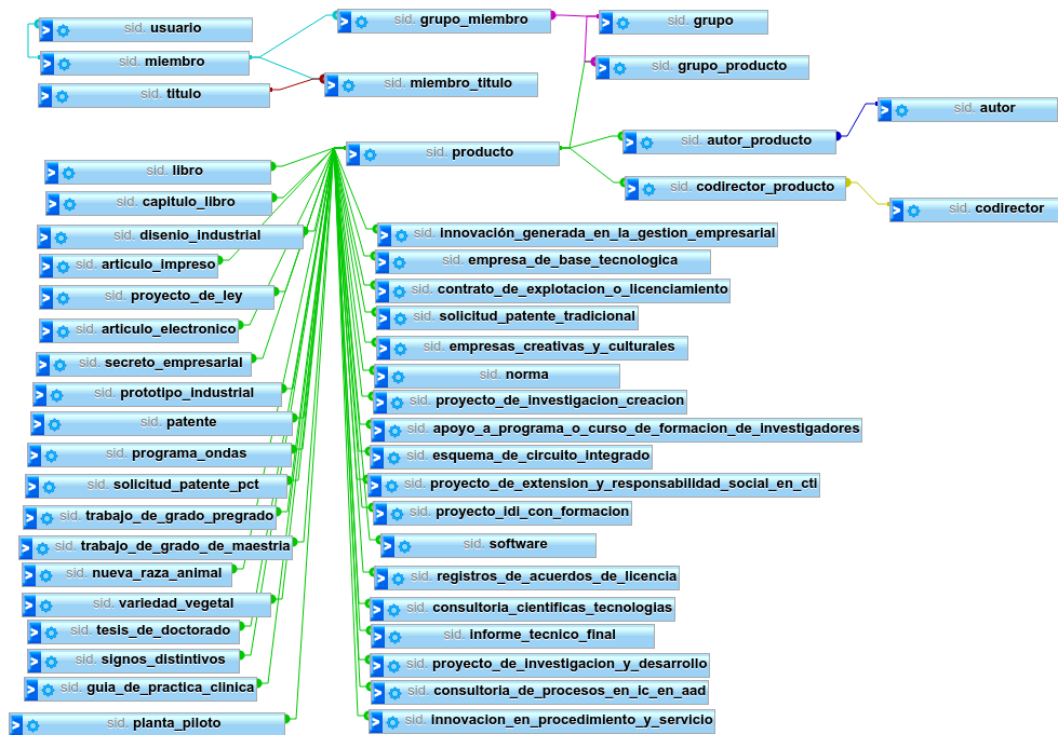 sid. usuario
sid. grupo_miembro
sid. grupo
sid. miembro
sid. grupo_producto
sid. titulo
sid. miembro_titulo
sid. autor
sid. autor_producto
sid. producto
sid. codirector_producto
sid. codirector
sid. libro
sid. capitulo_libro
sid. disenio_industrial
sid. articulo_impreso
sid. proyecto_de_ley
sid. articulo_electronico
sid. secreto_empresarial
sid. prototipo_industrial
sid. patente
sid. programa_ondas
sid. solicitud_patente_pct
sid. trabajo_de_grado_pregrado
sid. trabajo_de_grado_de_maestria
sid. nueva_raza_animal
sid. variedad_vegetal
sid. tesis_de_doctorado
sid. signos_distintivos
sid. guia_de_practica_clinica
sid. planta_piloto
sid. innovación_generada_en_la_gestion_empresarial
sid. empresa_de_base_tecnologica
sid. contrato_de_explotacion_o_licenciamiento
sid. solicitud_patente_tradicional
sid. empresas_creativas_y_culturales
sid. norma
sid. proyecto_de_investigacion_creacion
sid. apoyo_a_programa_o_curso_de_formacion_de_investigadores
sid. esquema_de_circuito_integrado
sid. proyecto_de_extension_y_responsabilidad_social_en_cti
sid. proyecto_idi_con_formacion
sid. software
sid. registros_de_acuerdos_de_licencia
sid. consultoria_cientificas_tecnologias
sid. informe_tecnico_final
sid. proyecto_de_investigacion_y_desarrollo
sid. consultoria_de_procesos_en_ic_en_aad
sid. innovacion_en_procedimiento_y_servicio